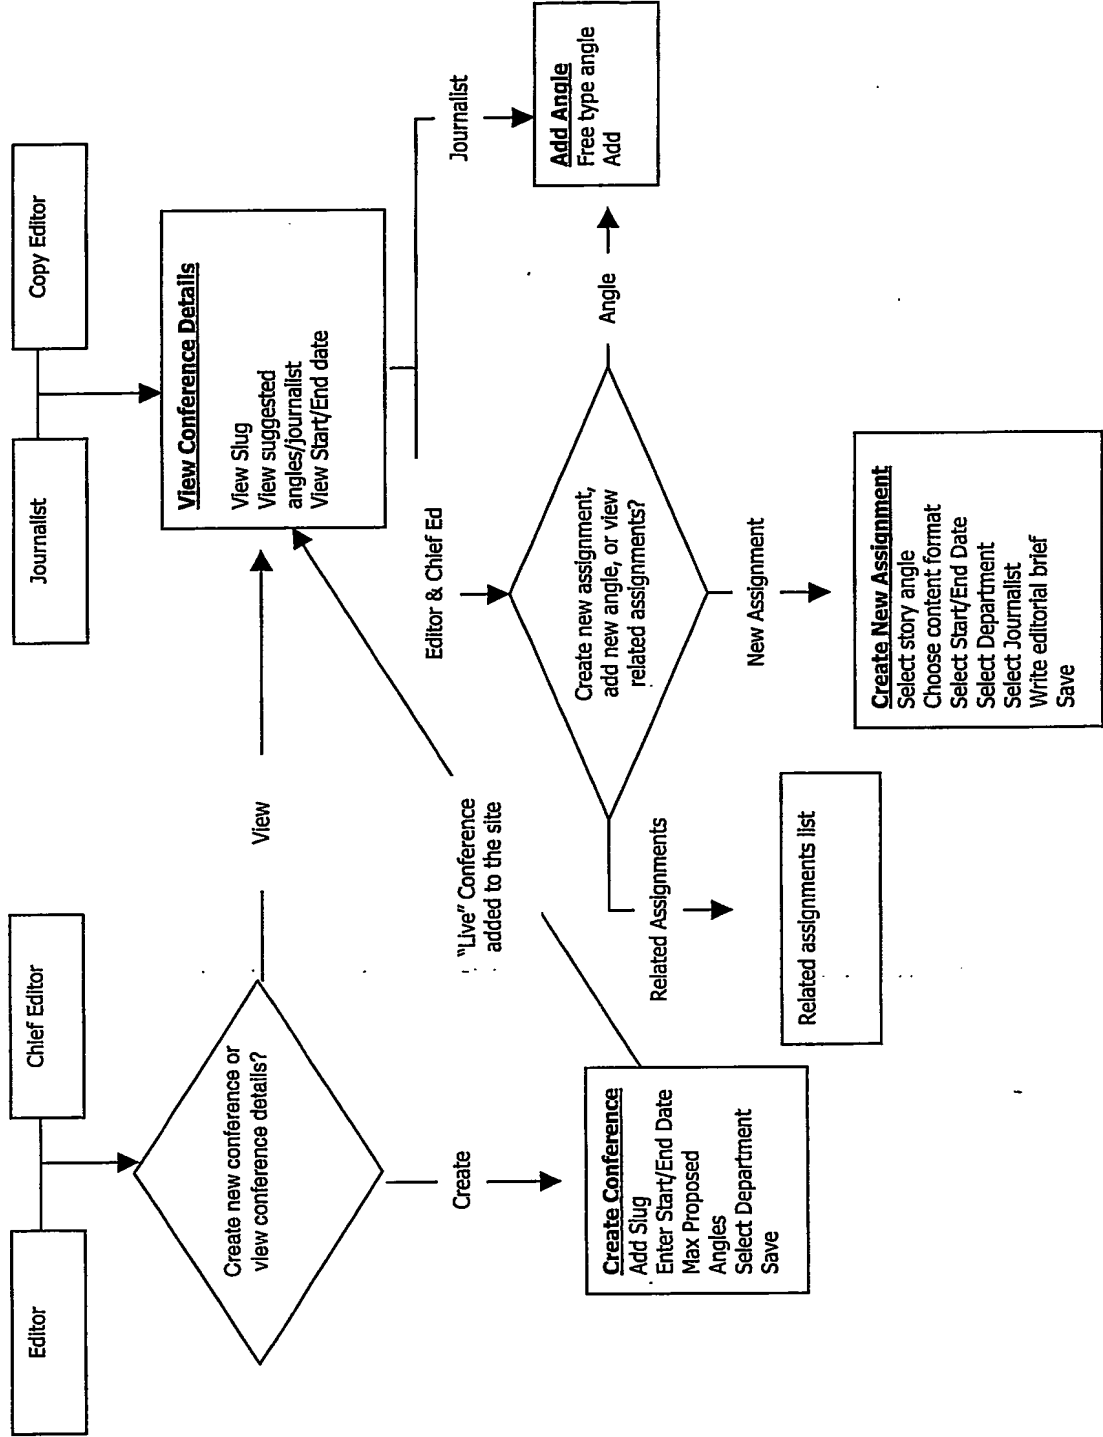 Editor
Chief Editor
Journalist
Copy Editor
Create new conference or
view conference details?
View
View Conference Details
View Slug
View suggested
angles/journalist
View Start/End date
Create
"Live" Conference
added to the site
Editor & Chief Ed
Journalist
Create Conference
Add Slug
Enter Start/End Date
Max Proposed
Angles
Select Department
Save
Create new assignment,
add new angle, or view
related assignments?
Angle
Add Angle
Free type angle
Add
Related Assignments
New Assignment
Related assignments list
Create New Assignment
Select story angle
Choose content format
Select Start/End Date
Select Department
Select Journalist
Write editorial brief
Save